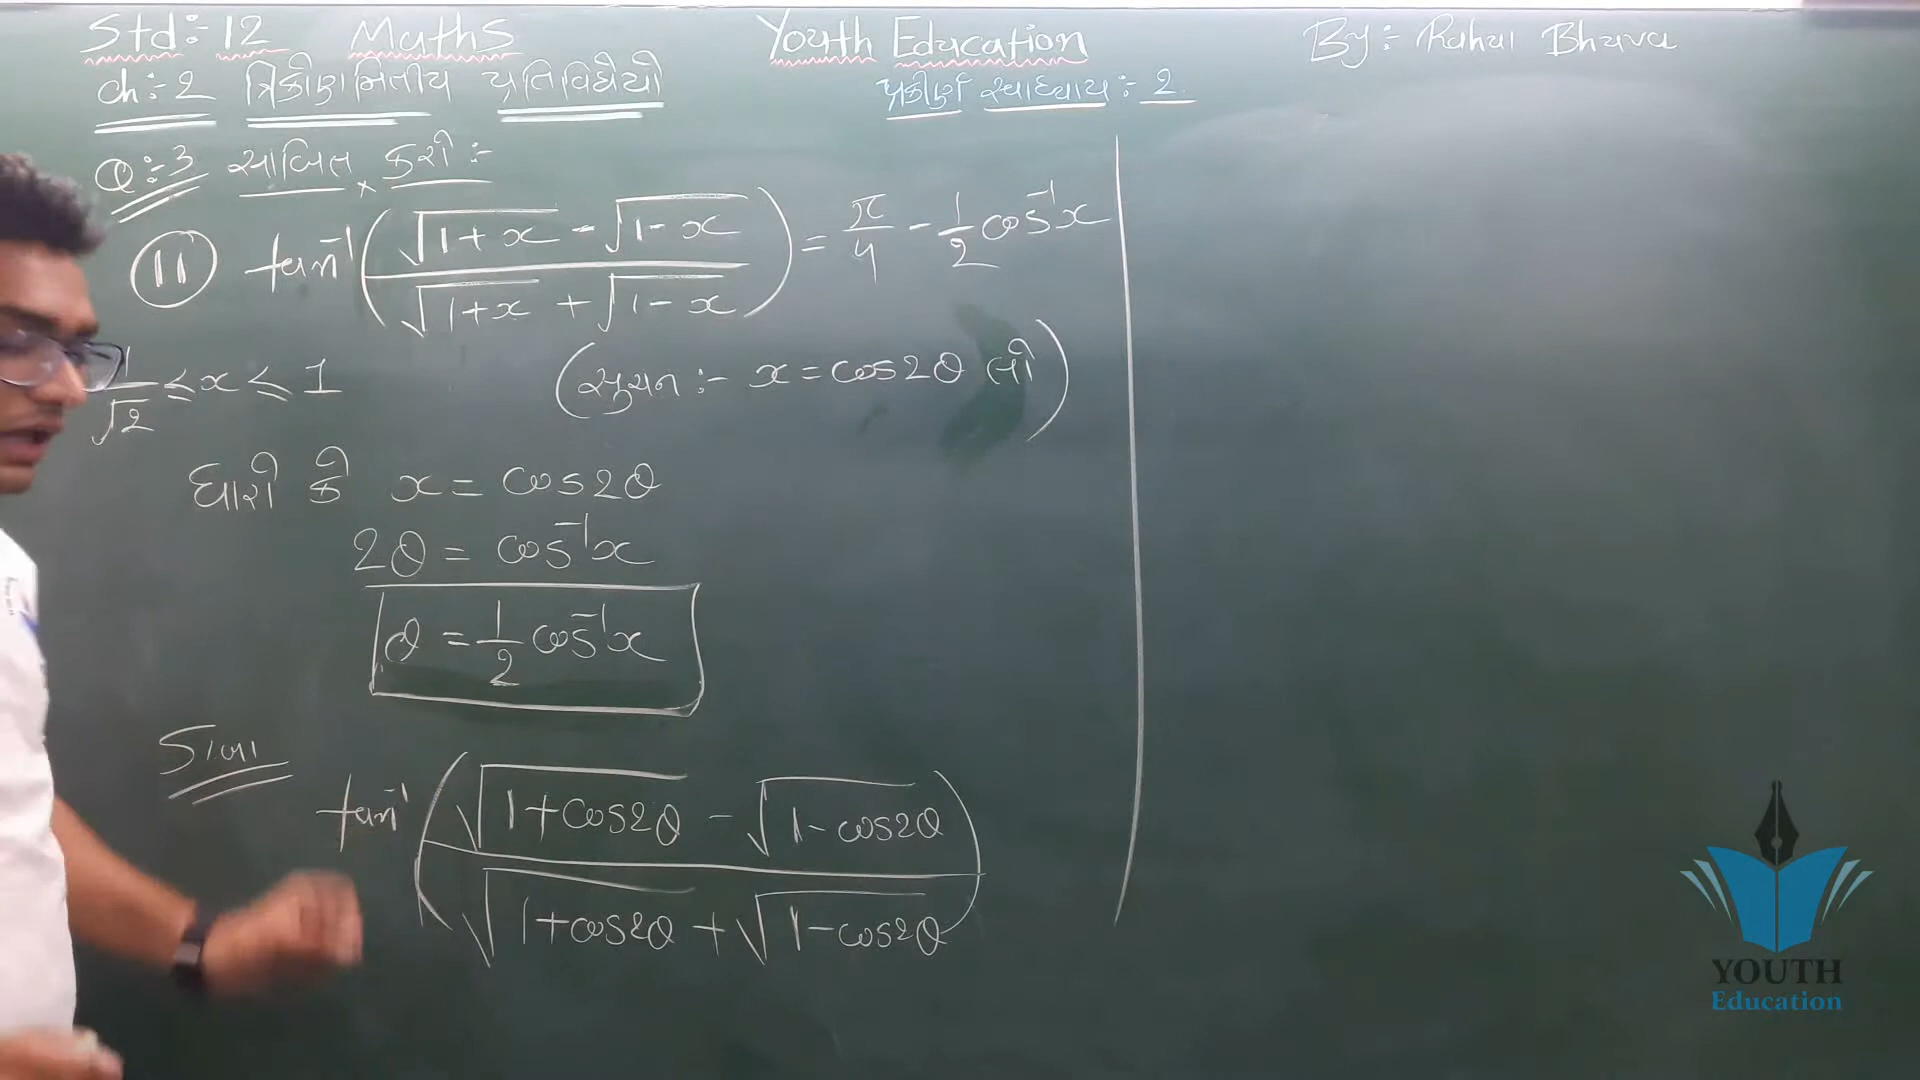 Std :- 12 Maths Youth Education By :- Rahul Bhuva
ch :- 2 ત્રિકોણમિતીય પ્રતિવિધેયો પ્રકીર્ણ સ્વાધ્યાય :- 2
Q :- 3 સાબિત કરો :-
11 tan⁻¹((√(1+x) - √(1-x))/(√(1+x) + √(1-x))) = π/4 - 1/2 cos⁻¹x
1/√2 ≤ x ≤ 1 (સુચન :- x = cos2θ લો)
ધારો કે x = cos2θ
2θ = cos⁻¹x
θ = 1/2 cos⁻¹x
ડાબા
tan⁻¹((√(1+cos2θ) - √(1-cos2θ))/(√(1+cos2θ) + √(1-cos2θ)))
YOUTH
Education